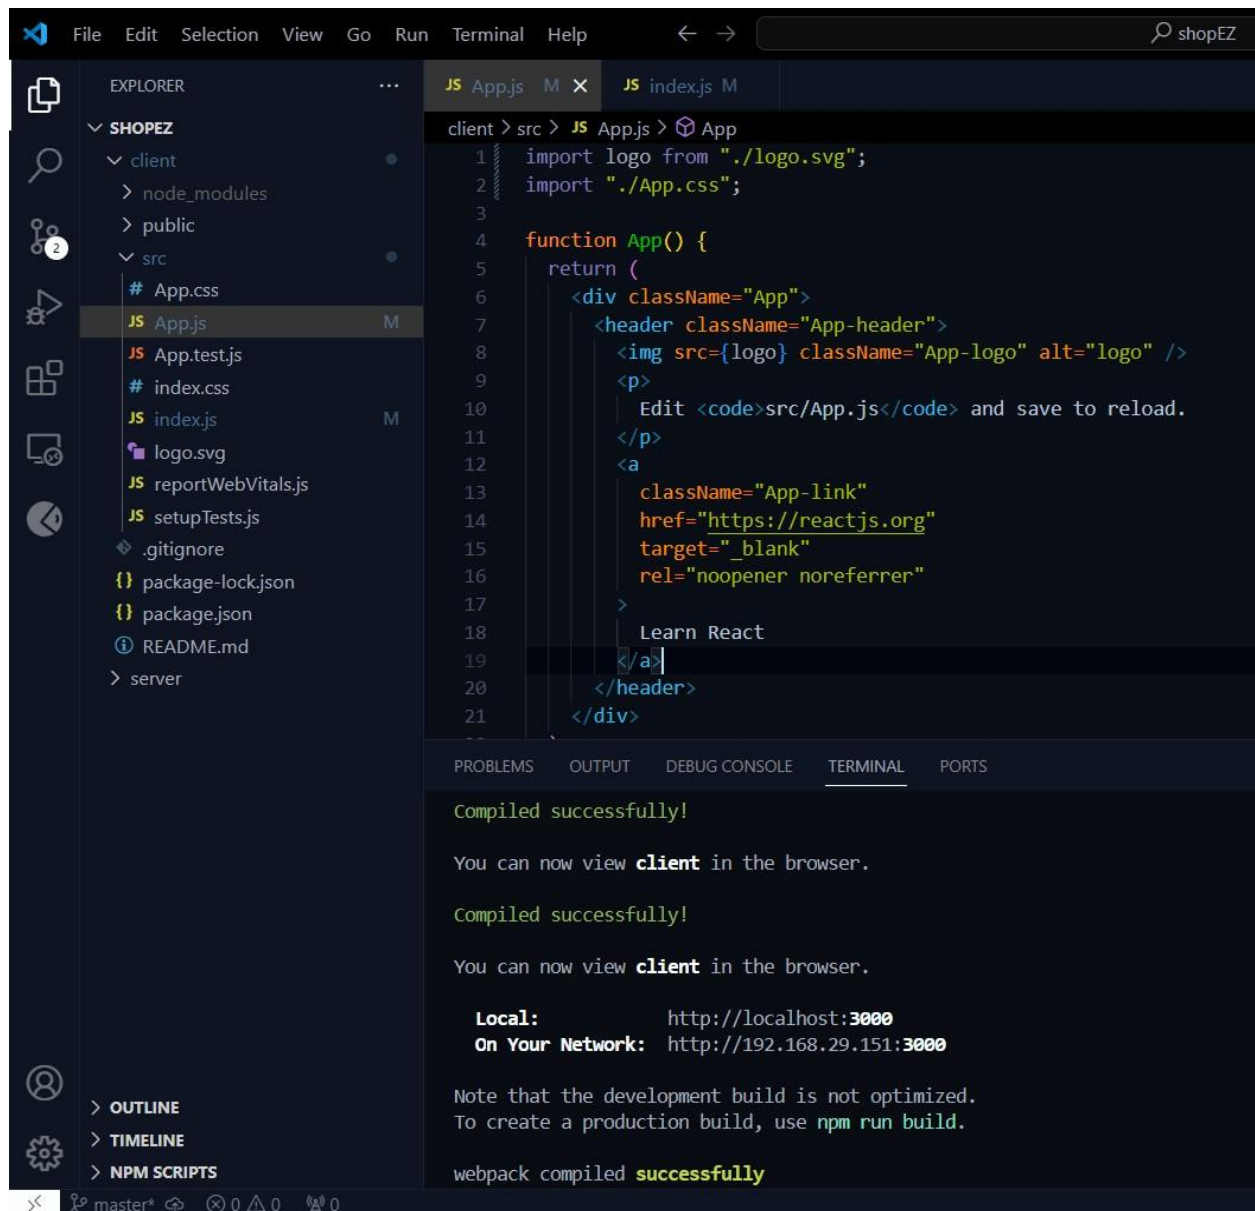 File Edit Selection View Go Run Terminal Help shopEZ
EXPLORER
SHOPEZ
client
node_modules
public
src
# App.css
JS App.js M
JS App.test.js
# index.css
JS index.js M
logo.svg
JS reportWebVitals.js
JS setupTests.js
.gitignore
{} package-lock.json
{} package.json
README.md
server
OUTLINE
TIMELINE
NPM SCRIPTS
2
JS App.js M JS index.js M
client > src > JS App.js > App
1 import logo from "./logo.svg";
2 import "./App.css";
3
4 function App() {
5 return (
6 <div className="App">
7 <header className="App-header">
8 <img src={logo} className="App-logo" alt="logo" />
9 <p>
10 Edit <code>src/App.js</code> and save to reload.
11 </p>
12 <a
13 className="App-link"
14 href="https://reactjs.org"
15 target="_blank"
16 rel="noopener noreferrer"
17 >
18 Learn React
19 </a>
20 </header>
21 </div>
PROBLEMS OUTPUT DEBUG CONSOLE TERMINAL PORTS
Compiled successfully!
You can now view client in the browser.
Compiled successfully!
You can now view client in the browser.
Local: http://localhost:3000
On Your Network: http://192.168.29.151:3000
Note that the development build is not optimized.
To create a production build, use npm run build.
webpack compiled successfully
master* 0 0 0